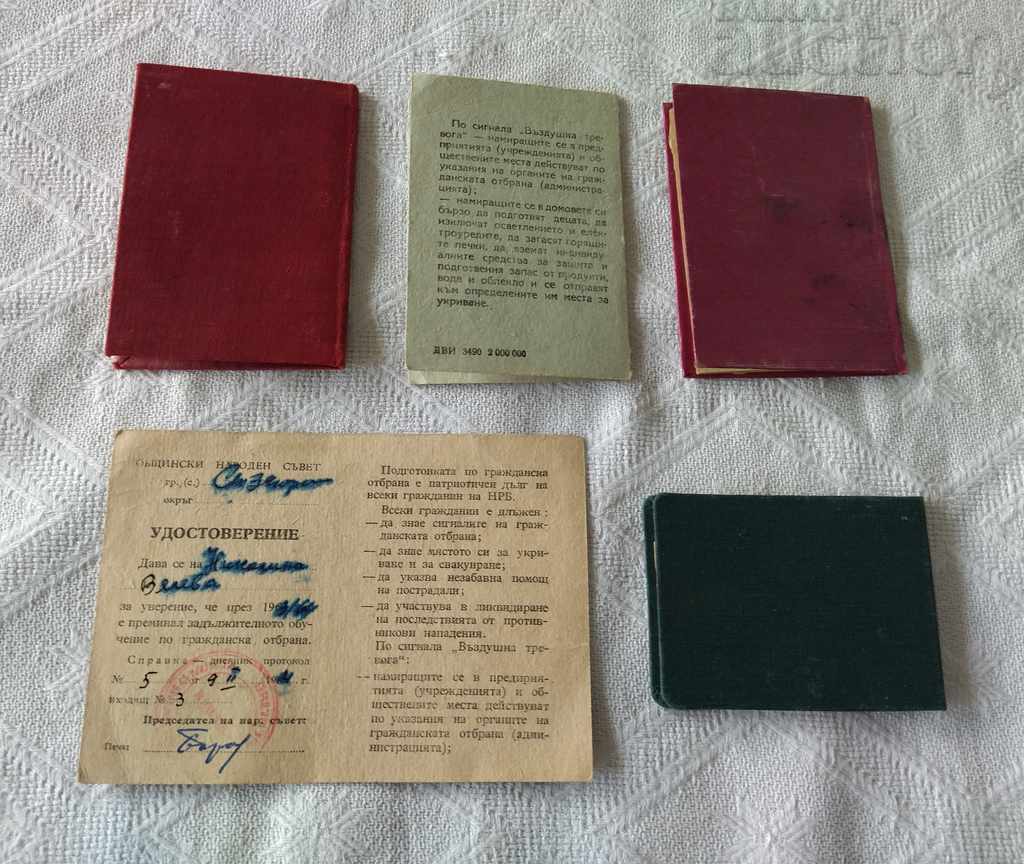 BALKAN
auction
По сигнала „Въздушна тре-
вога“ — намиращите се в пред-
приятията (учрежденията) и об-
ществените места действуват по
указания на органите на граж-
данската отбрана (администра-
цията);
— намиращите се в домовете си
бързо да подготвят децата, да
изключат осветлението и елек-
троуредите, да загасят горящи-
те печки, да вземат индивиду-
алните средства за защита и
подготвения запас от продукти,
вода и облекло и се отправят
към определените им места за
укриване.
ДВИ 3490 2 000 000
ОБЩИНСКИ НАРОДЕН СЪВЕТ
гр. (с.)
окръг
УДОСТОВЕРЕНИЕ
Дава се на
Велева
за уверение, че през 196
е преминал задължителното обу-
чение по гражданска отбрана.
Справка — дневник протокол
№ 5 от 9 II 19 г.
входящ № 3
Председател на нар. съвет:
Печат
Подготовката по гражданска
отбрана е патриотичен дълг на
всеки гражданин на НРБ.
Всеки гражданин е длъжен:
— да знае сигналите на граж-
данската отбрана;
— да знае мястото си за укри-
ване и за евакуиране;
— да указва незабавна помощ
на пострадали;
— да участвува в ликвидиране
на последствията от против-
никови нападения.
По сигнала „Въздушна тре-
вога“:
— намиращите се в предприя-
тията (учрежденията) и об-
ществените места действуват
по указания на органите на
гражданската отбрана (адми-
нистрацията);